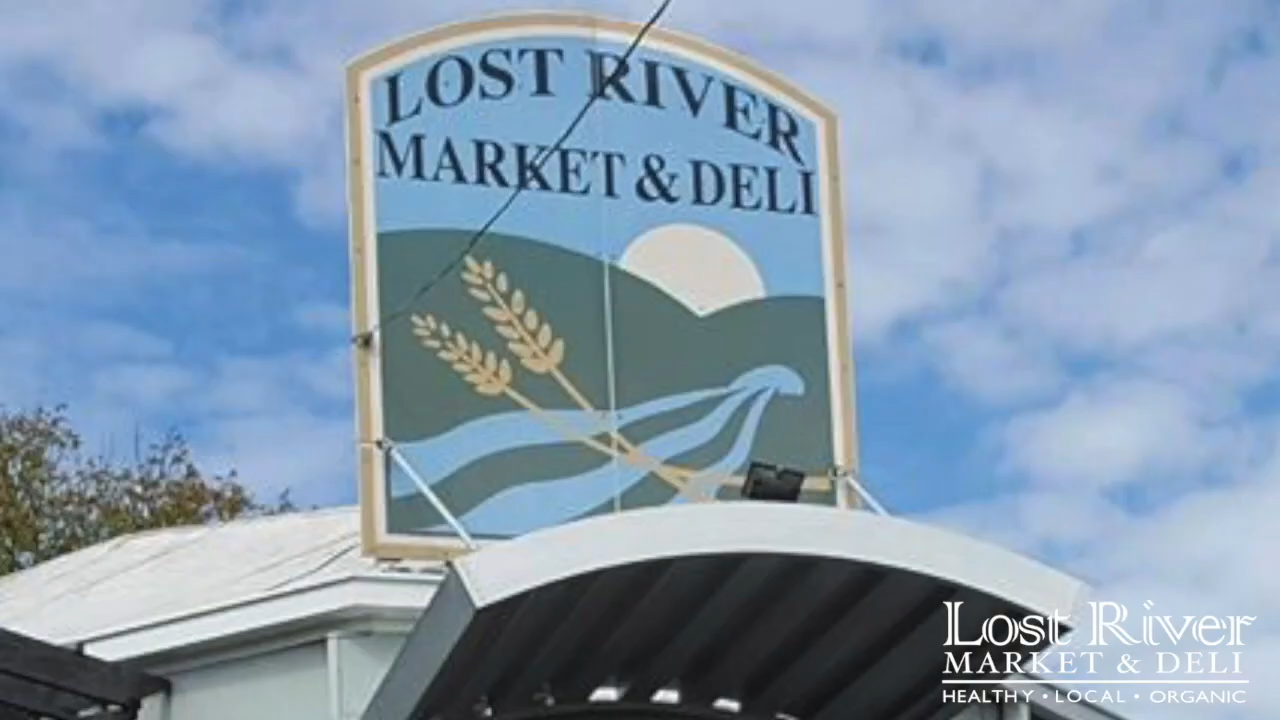 LOST RIVER
MARKET & DELI
Lost River
MARKET & DELI
HEALTHY • LOCAL • ORGANIC